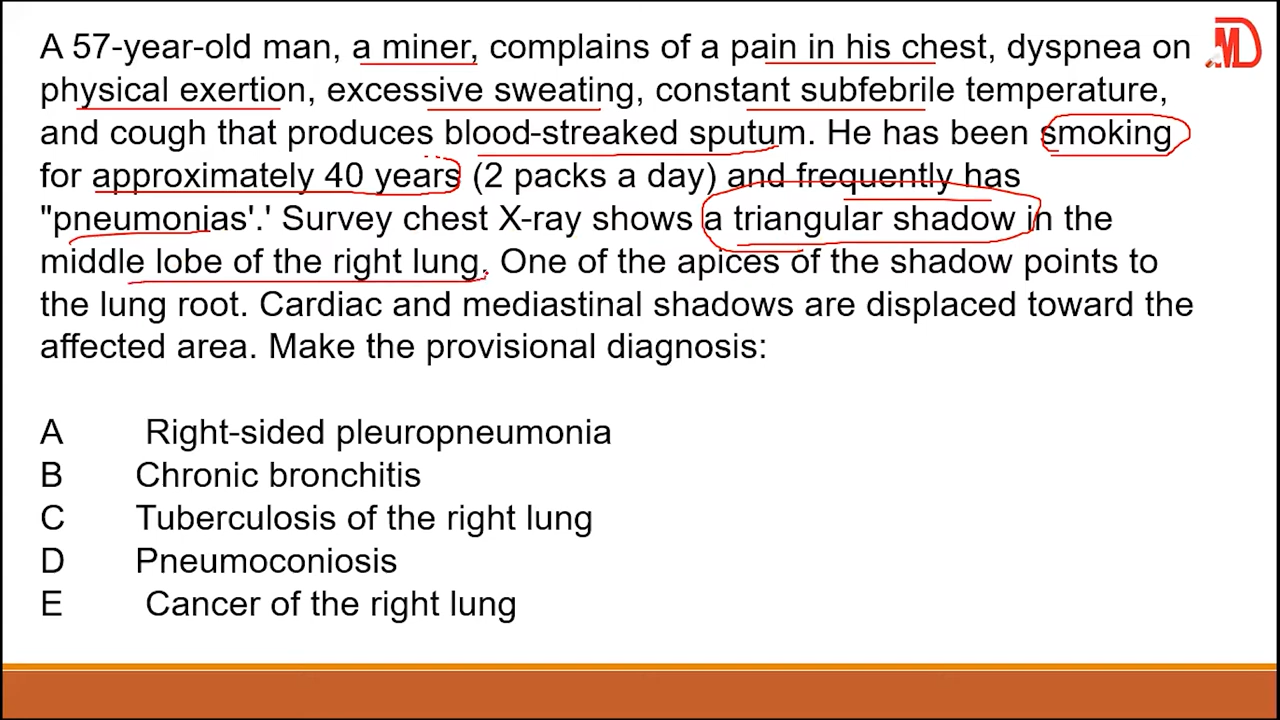 A 57-year-old man, a miner, complains of a pain in his chest, dyspnea on
physical exertion, excessive sweating, constant subfebrile temperature,
and cough that produces blood-streaked sputum. He has been smoking
for approximately 40 years (2 packs a day) and frequently has
"pneumonias'.' Survey chest X-ray shows a triangular shadow in the
middle lobe of the right lung. One of the apices of the shadow points to
the lung root. Cardiac and mediastinal shadows are displaced toward the
affected area. Make the provisional diagnosis:
A Right-sided pleuropneumonia
B Chronic bronchitis
C Tuberculosis of the right lung
D Pneumoconiosis
E Cancer of the right lung
MD